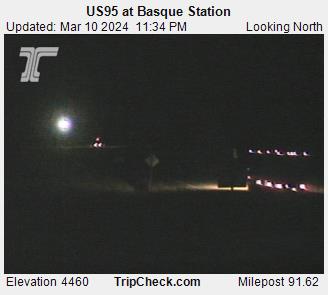 US95 at Basque Station
Updated: Mar 10 2024 11:34 PM Looking North
Elevation 4460 TripCheck.com Milepost 91.62